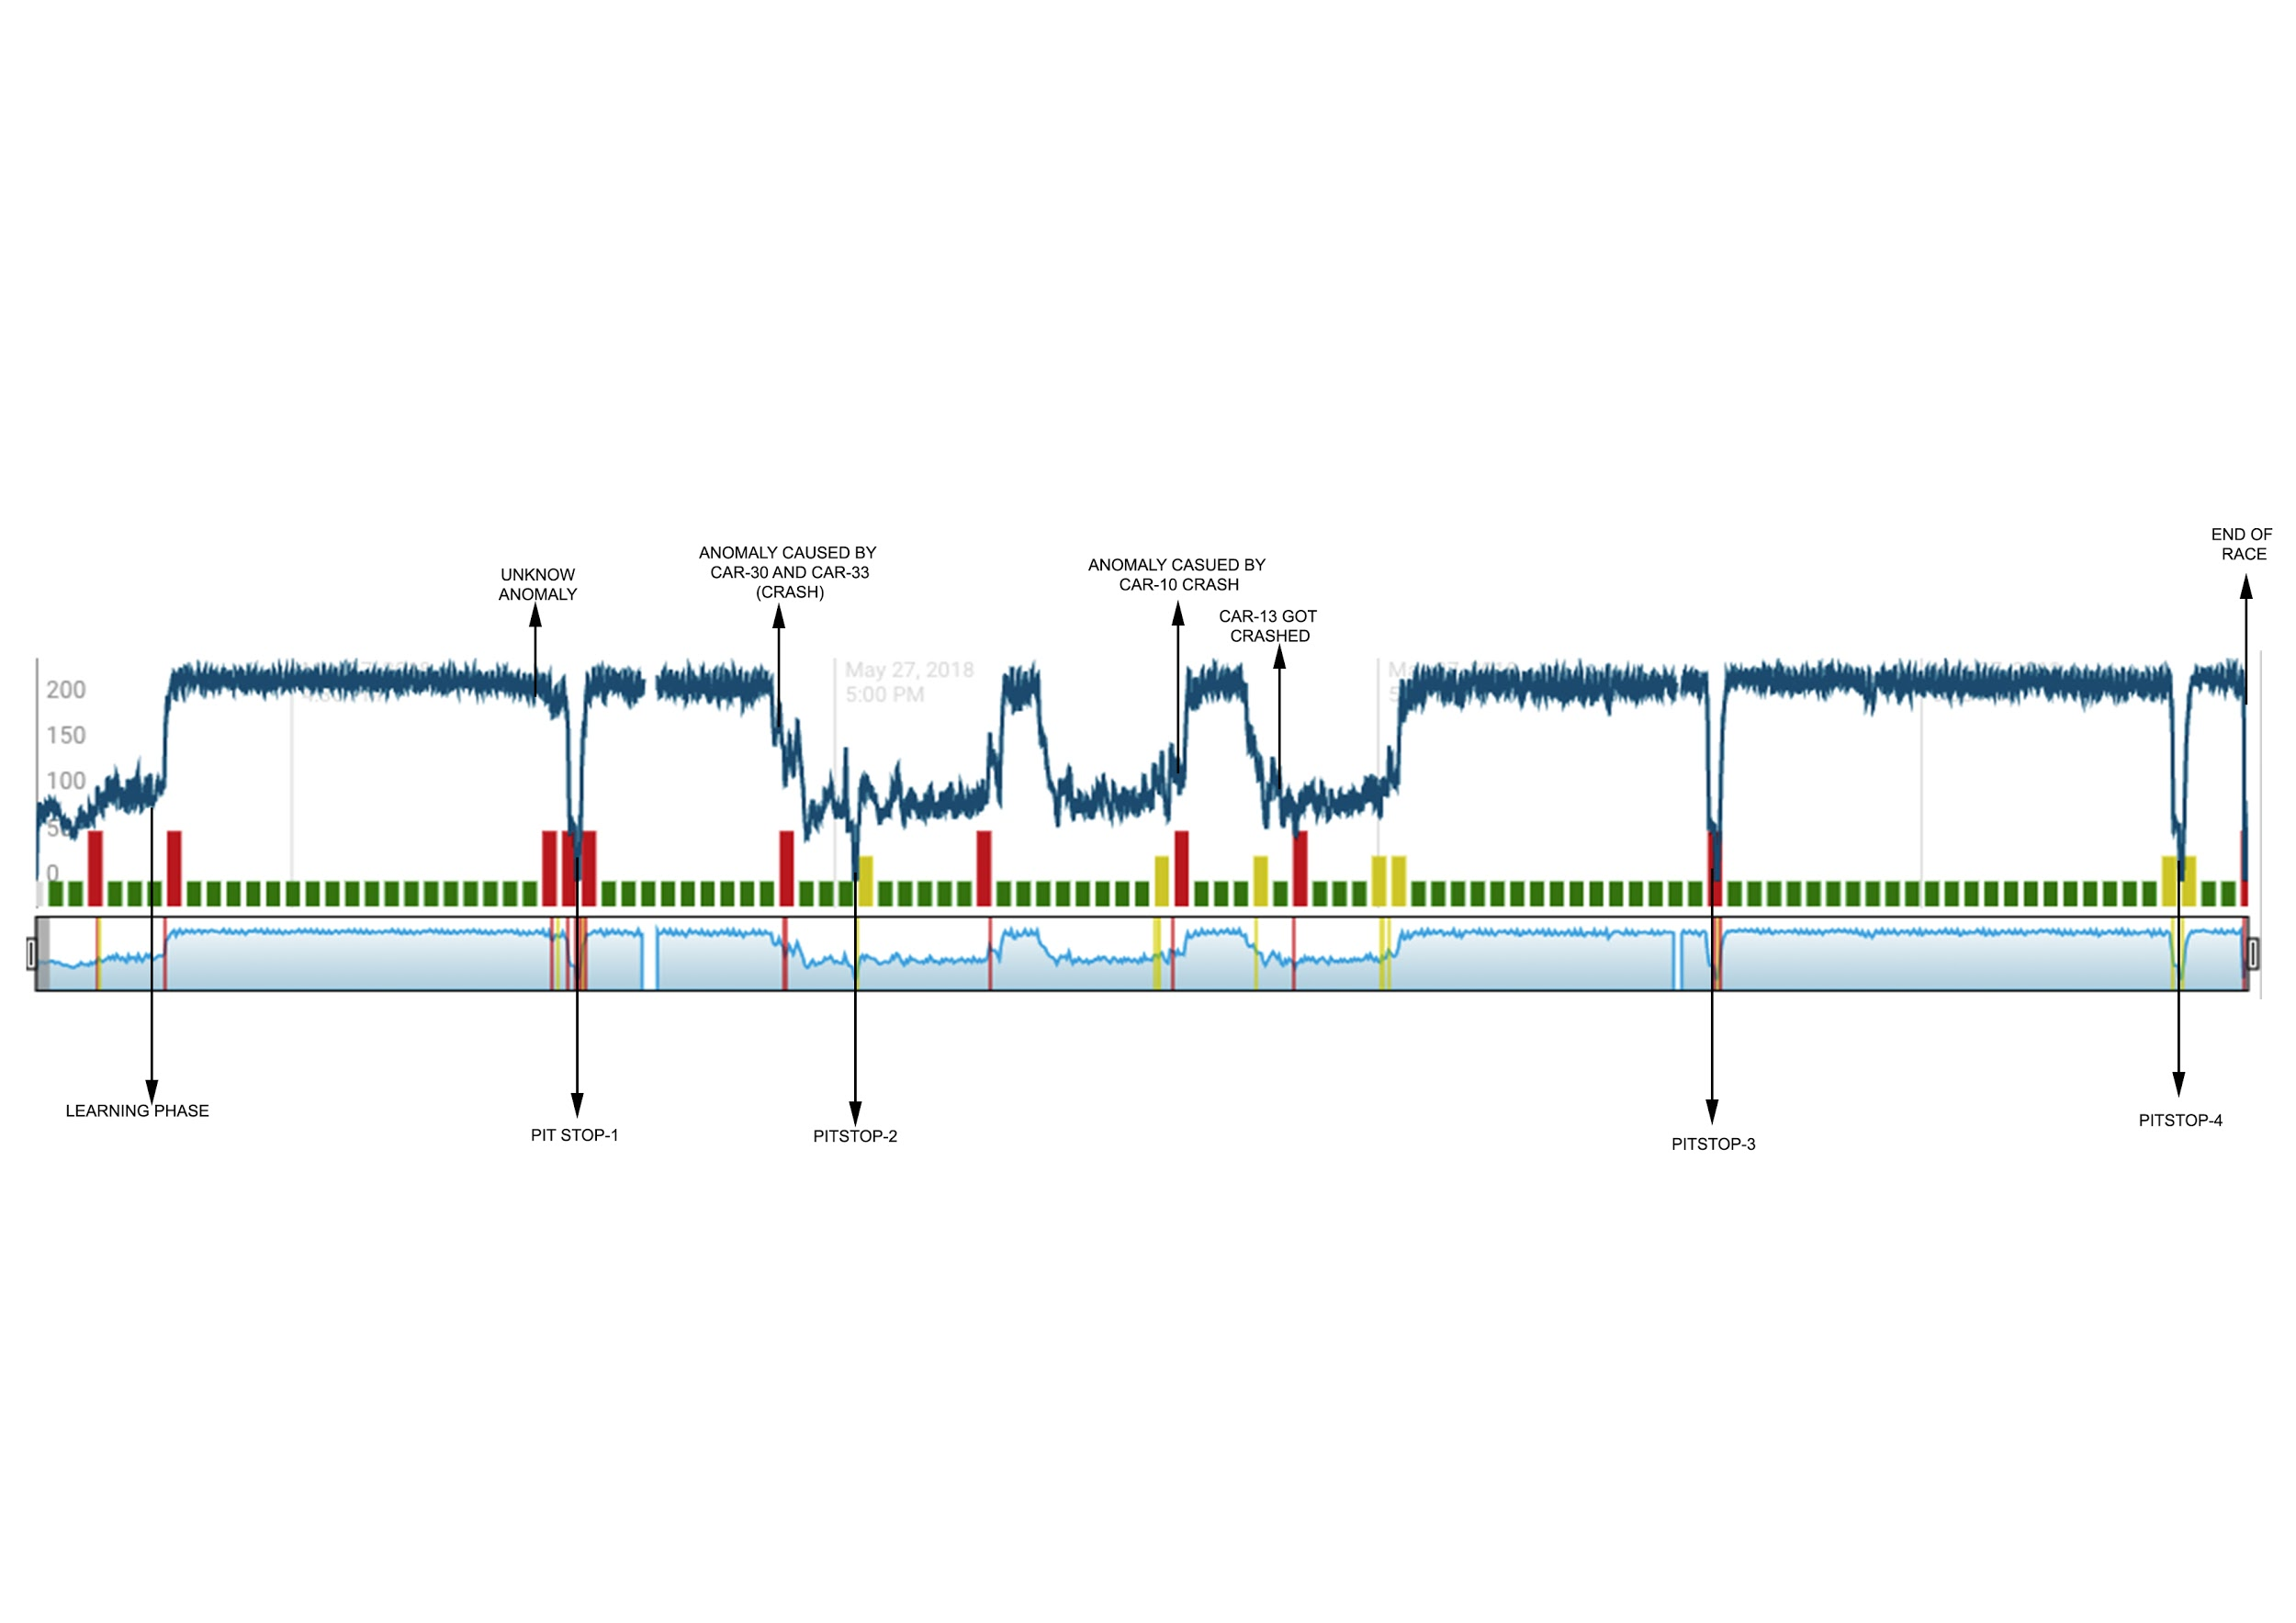 END OF
RACE
ANOMALY CAUSED BY
CAR-30 AND CAR-33
(CRASH)
ANOMALY CASUED BY
CAR-10 CRASH
UNKNOW
ANOMALY
CAR-13 GOT
CRASHED
May 27, 2018
5:00 PM
200
150
100
50
0
LEARNING PHASE
PIT STOP-1
PITSTOP-2
PITSTOP-3
PITSTOP-4